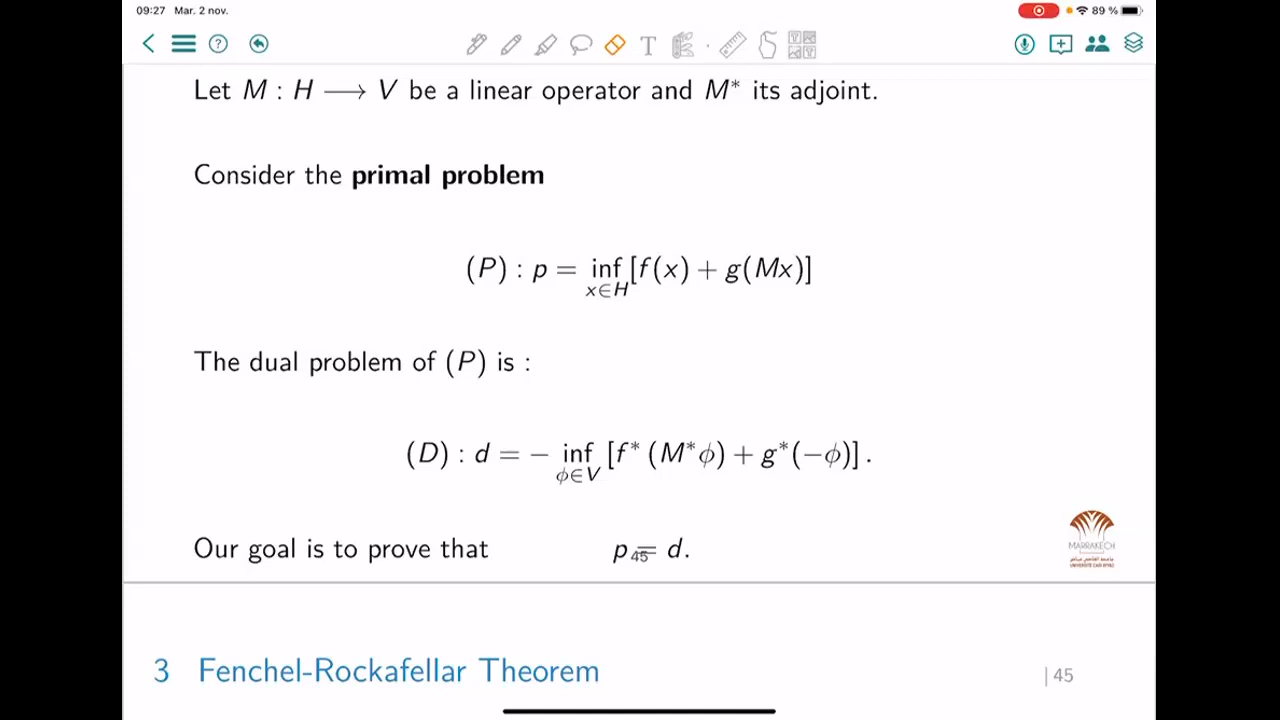 09:27 Mar. 2 nov. 89 %
Let M : H ⟶ V be a linear operator and M* its adjoint.
Consider the primal problem
(P) : p = inf_{x∈H} [f(x) + g(Mx)]
The dual problem of (P) is :
(D) : d = − inf_{ϕ∈V} [f* (M*ϕ) + g*(−ϕ)] .
Our goal is to prove that p = d.
45
MARRAKECH
3 Fenchel-Rockafellar Theorem
| 45